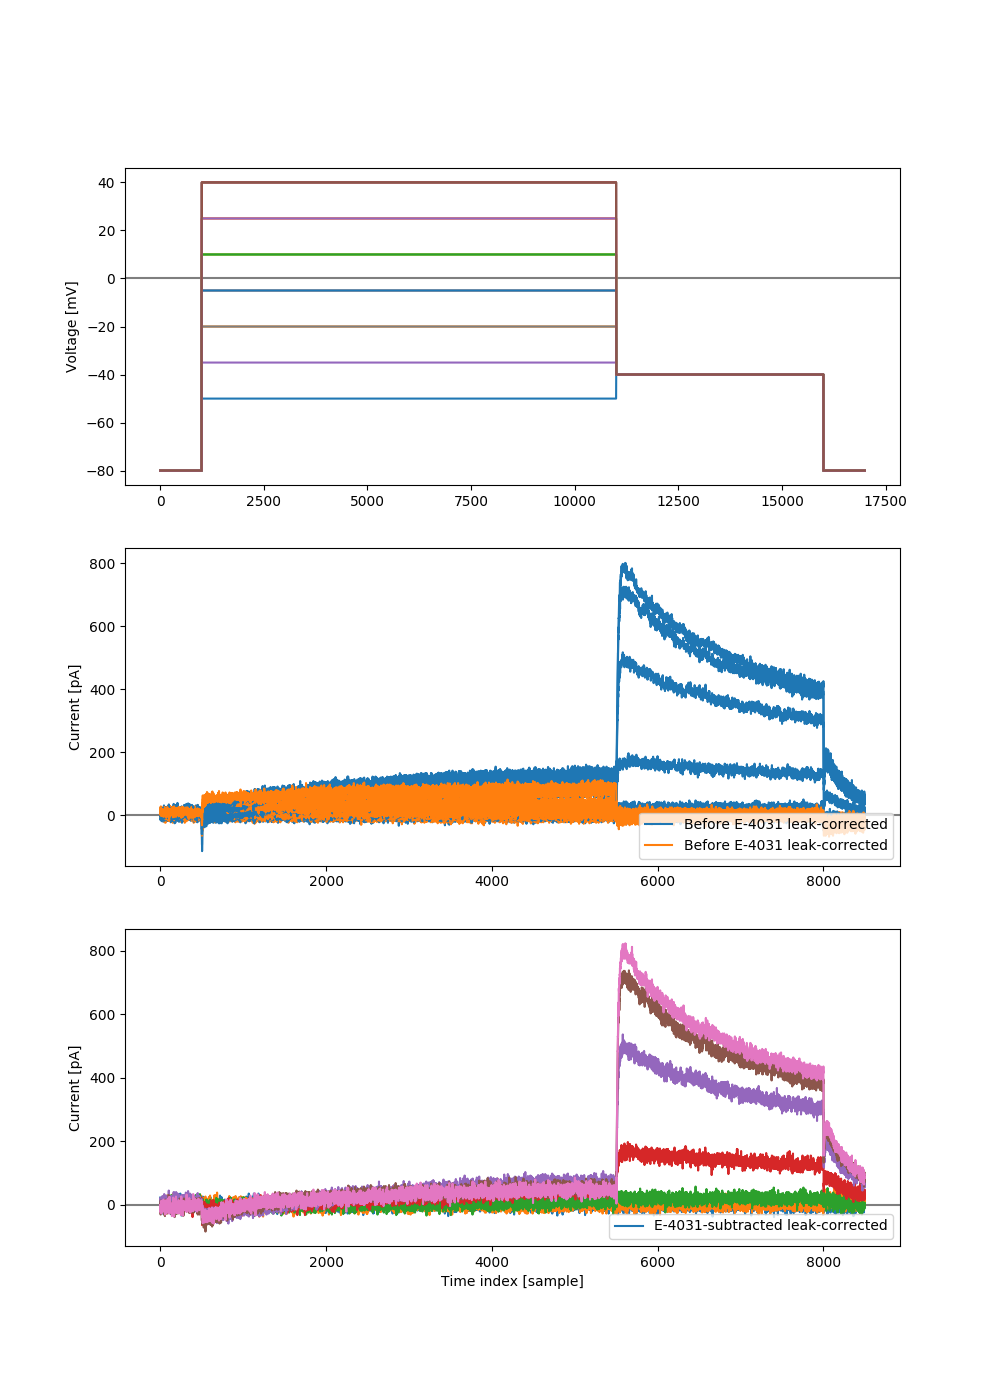 40
20
0
−20
−40
−60
−80
Voltage [mV]
0 2500 5000 7500 10000 12500 15000 17500
800
600
400
200
0
Current [pA]
Before E-4031 leak-corrected
Before E-4031 leak-corrected
0 2000 4000 6000 8000
800
600
400
200
0
Current [pA]
E-4031-subtracted leak-corrected
0 2000 4000 6000 8000
Time index [sample]